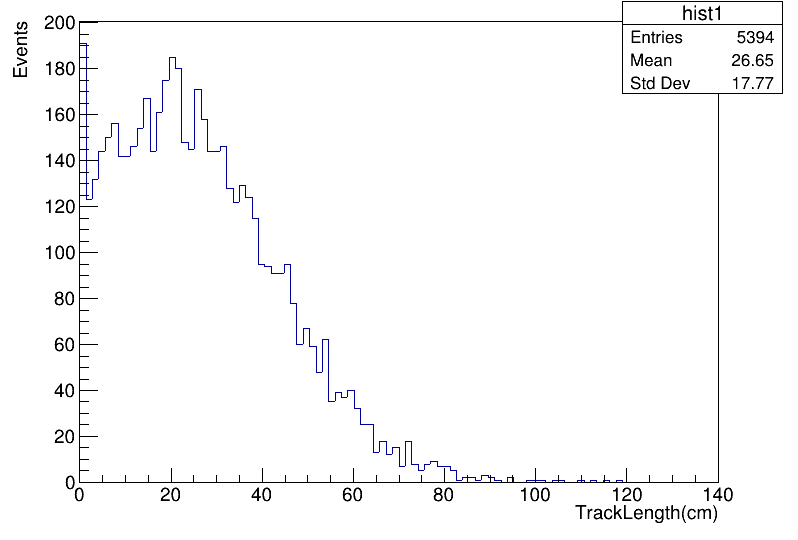 hist1
Entries 5394
Mean 26.65
Std Dev 17.77
Events
200
180
160
140
120
100
80
60
40
20
0
0 20 40 60 80 100 120 140
TrackLength(cm)